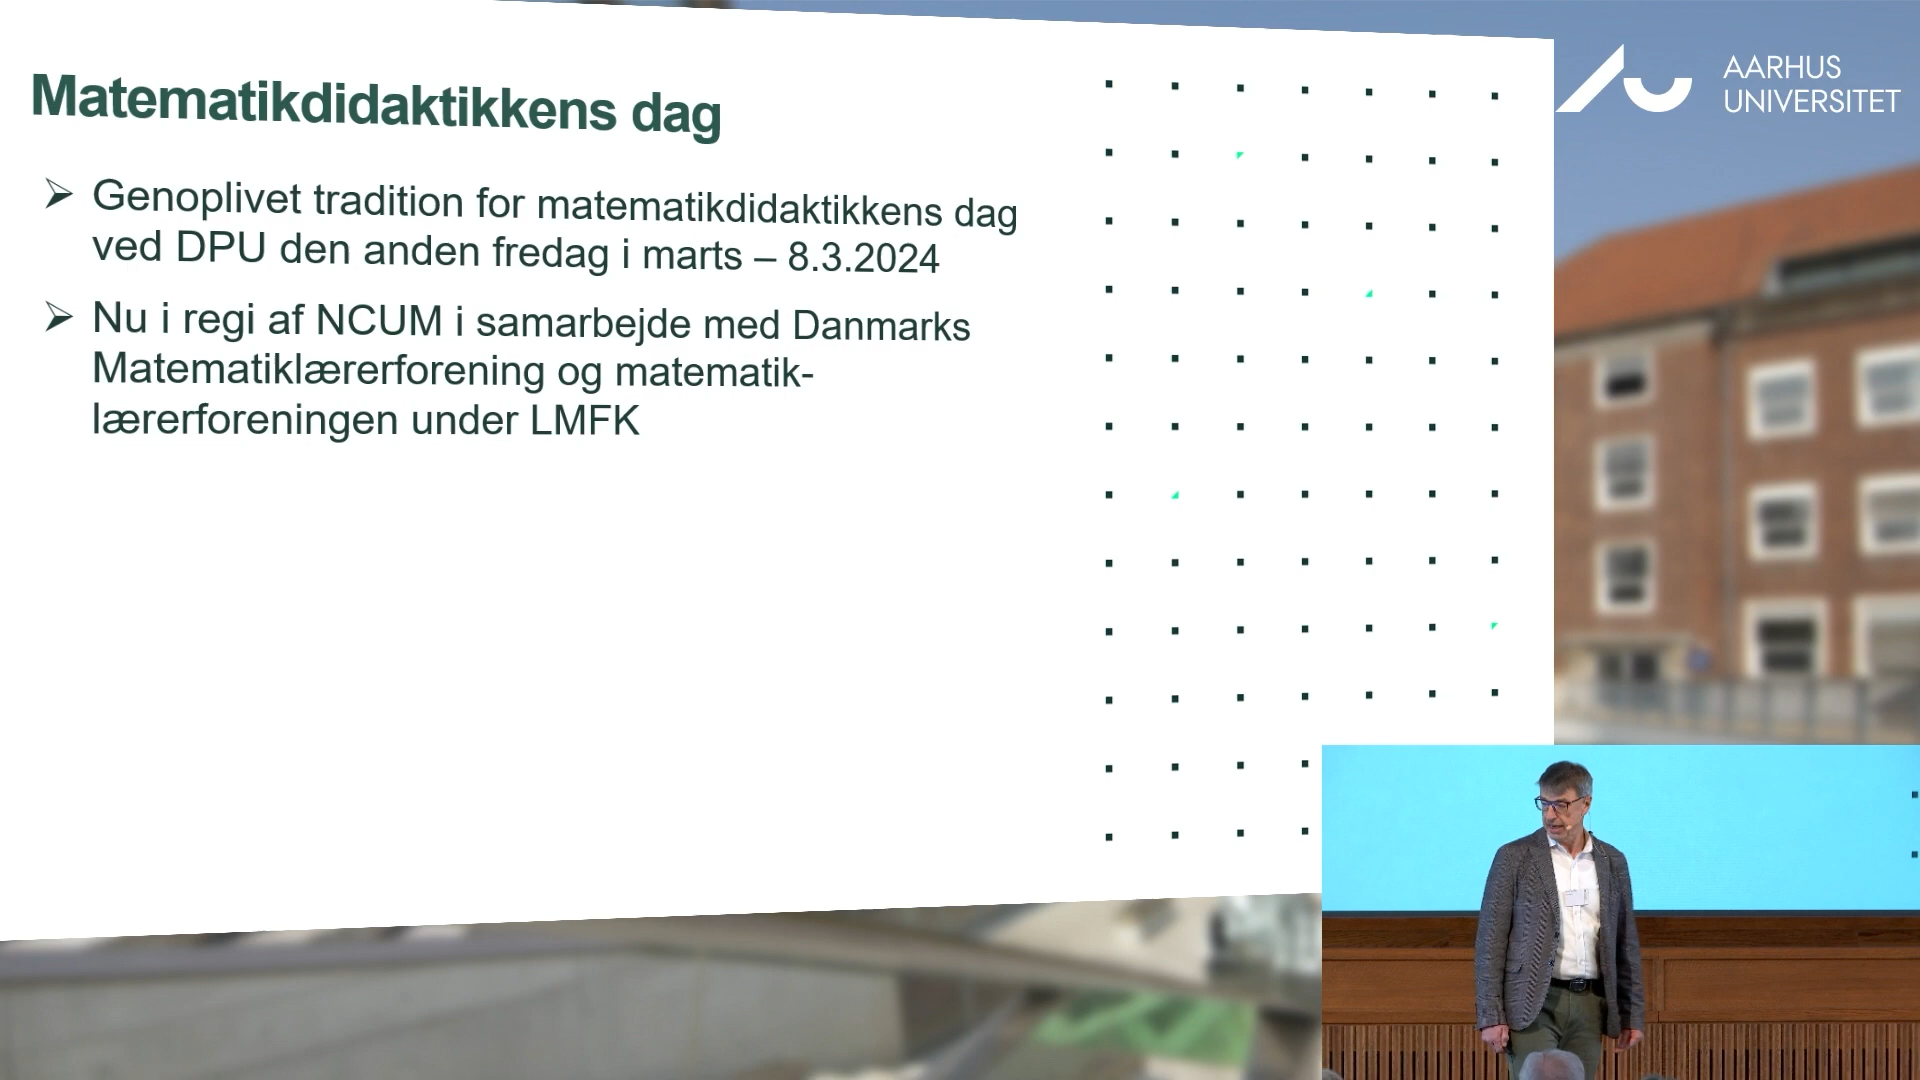 Matematikdidaktikkens dag
➢ Genoplivet tradition for matematikdidaktikkens dag
ved DPU den anden fredag i marts – 8.3.2024
➢ Nu i regi af NCUM i samarbejde med Danmarks
Matematiklærerforening og matematik-
lærerforeningen under LMFK
AARHUS
UNIVERSITET